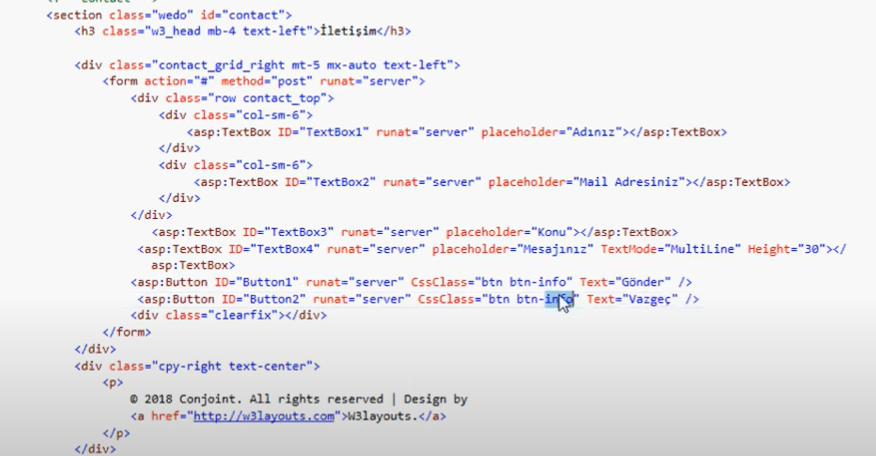 <section class="wedo" id="contact">
<h3 class="w3_head mb-4 text-left">İletişim</h3>
<div class="contact_grid_right mt-5 mx-auto text-left">
<form action="#" method="post" runat="server">
<div class="row contact_top">
<div class="col-sm-6">
<asp:TextBox ID="TextBox1" runat="server" placeholder="Adınız"></asp:TextBox>
</div>
<div class="col-sm-6">
<asp:TextBox ID="TextBox2" runat="server" placeholder="Mail Adresiniz"></asp:TextBox>
</div>
</div>
<asp:TextBox ID="TextBox3" runat="server" placeholder="Konu"></asp:TextBox>
<asp:TextBox ID="TextBox4" runat="server" placeholder="Mesajınız" TextMode="MultiLine" Height="30"></
asp:TextBox>
<asp:Button ID="Button1" runat="server" CssClass="btn btn-info" Text="Gönder" />
<asp:Button ID="Button2" runat="server" CssClass="btn btn-info" Text="Vazgeç" />
<div class="clearfix"></div>
</form>
</div>
<div class="cpy-right text-center">
<p>
© 2018 Conjoint. All rights reserved | Design by
<a href="http://w3layouts.com">W3layouts.</a>
</p>
</div>